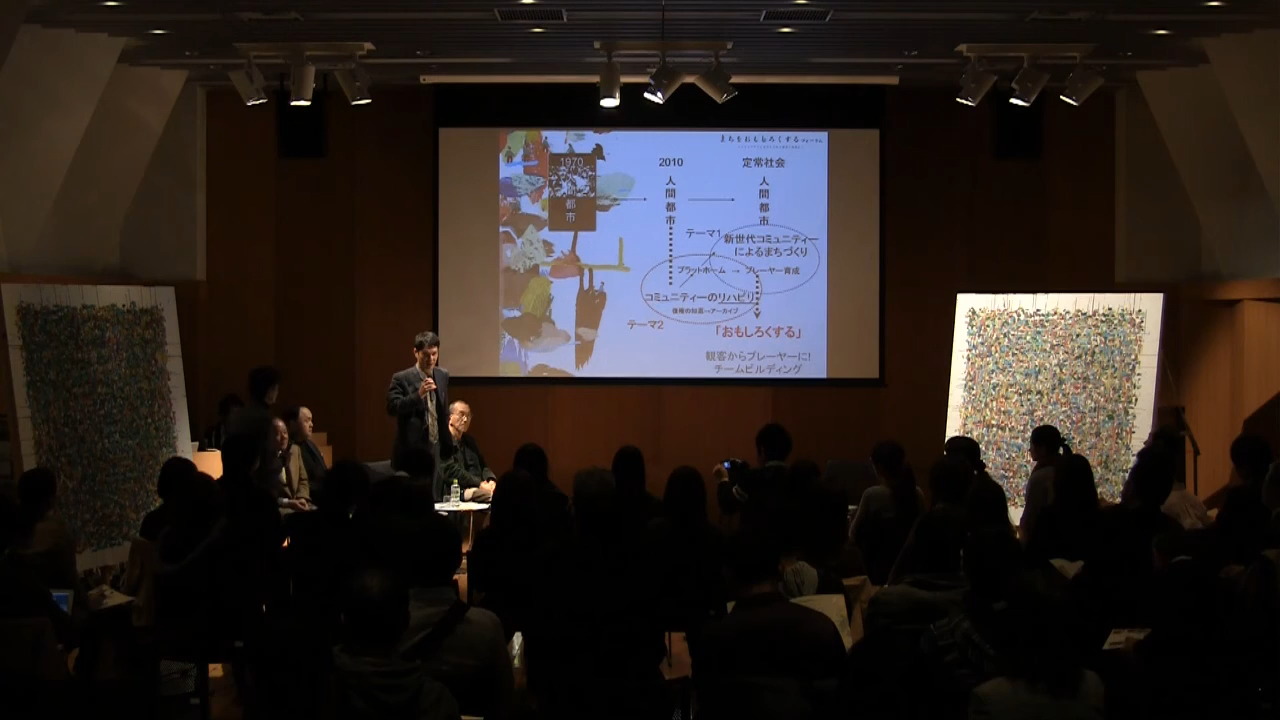 まちをおもしろくするフォーラム
1970
2010
定常社会
人間都市
人間都市
都市
テーマ1
新世代コミュニティー
によるまちづくり
プラットホーム → プレーヤー育成
コミュニティーのリハビリ
テーマ2
「おもしろくする」
観客からプレーヤーに!
チームビルディング